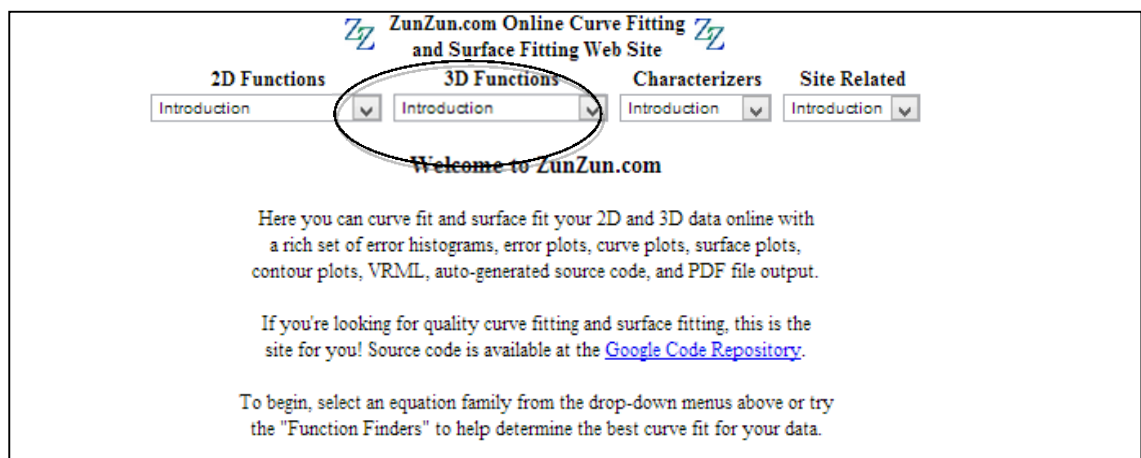 ZunZun.com Online Curve Fitting
and Surface Fitting Web Site
2D Functions 3D Functions Characterizers Site Related
Introduction Introduction Introduction Introduction
Welcome to ZunZun.com
Here you can curve fit and surface fit your 2D and 3D data online with
a rich set of error histograms, error plots, curve plots, surface plots,
contour plots, VRML, auto-generated source code, and PDF file output.
If you're looking for quality curve fitting and surface fitting, this is the
site for you! Source code is available at the Google Code Repository.
To begin, select an equation family from the drop-down menus above or try
the "Function Finders" to help determine the best curve fit for your data.